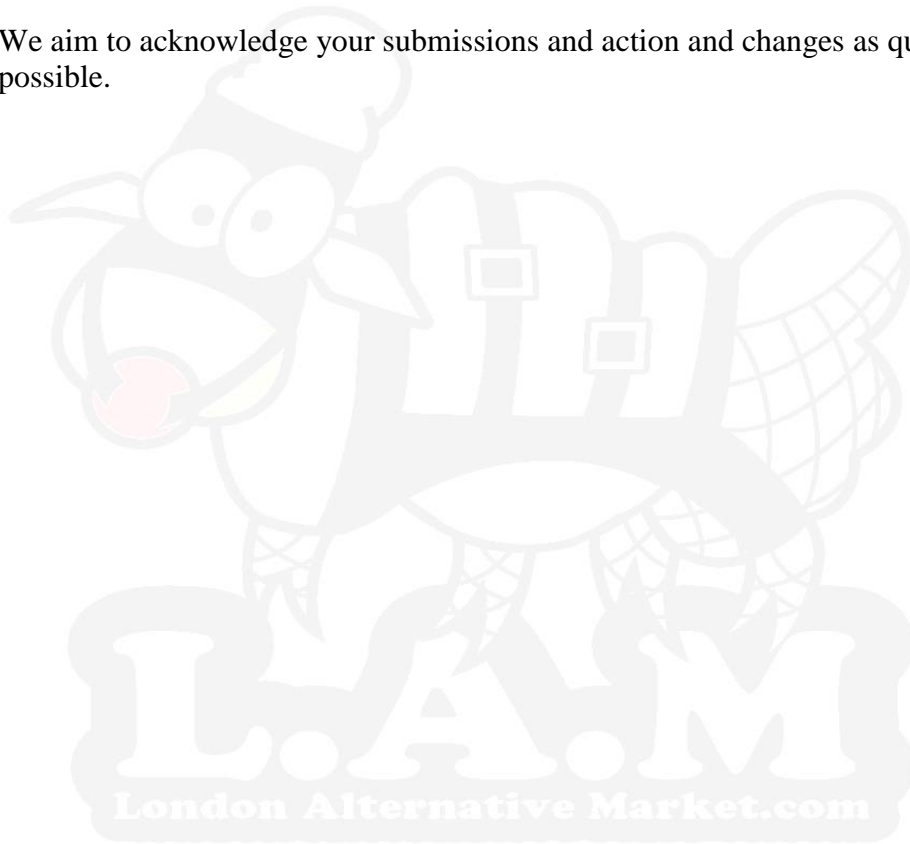 We aim to acknowledge your submissions and action and changes as qu
possible.
L.A.M
London Alternative Market.com